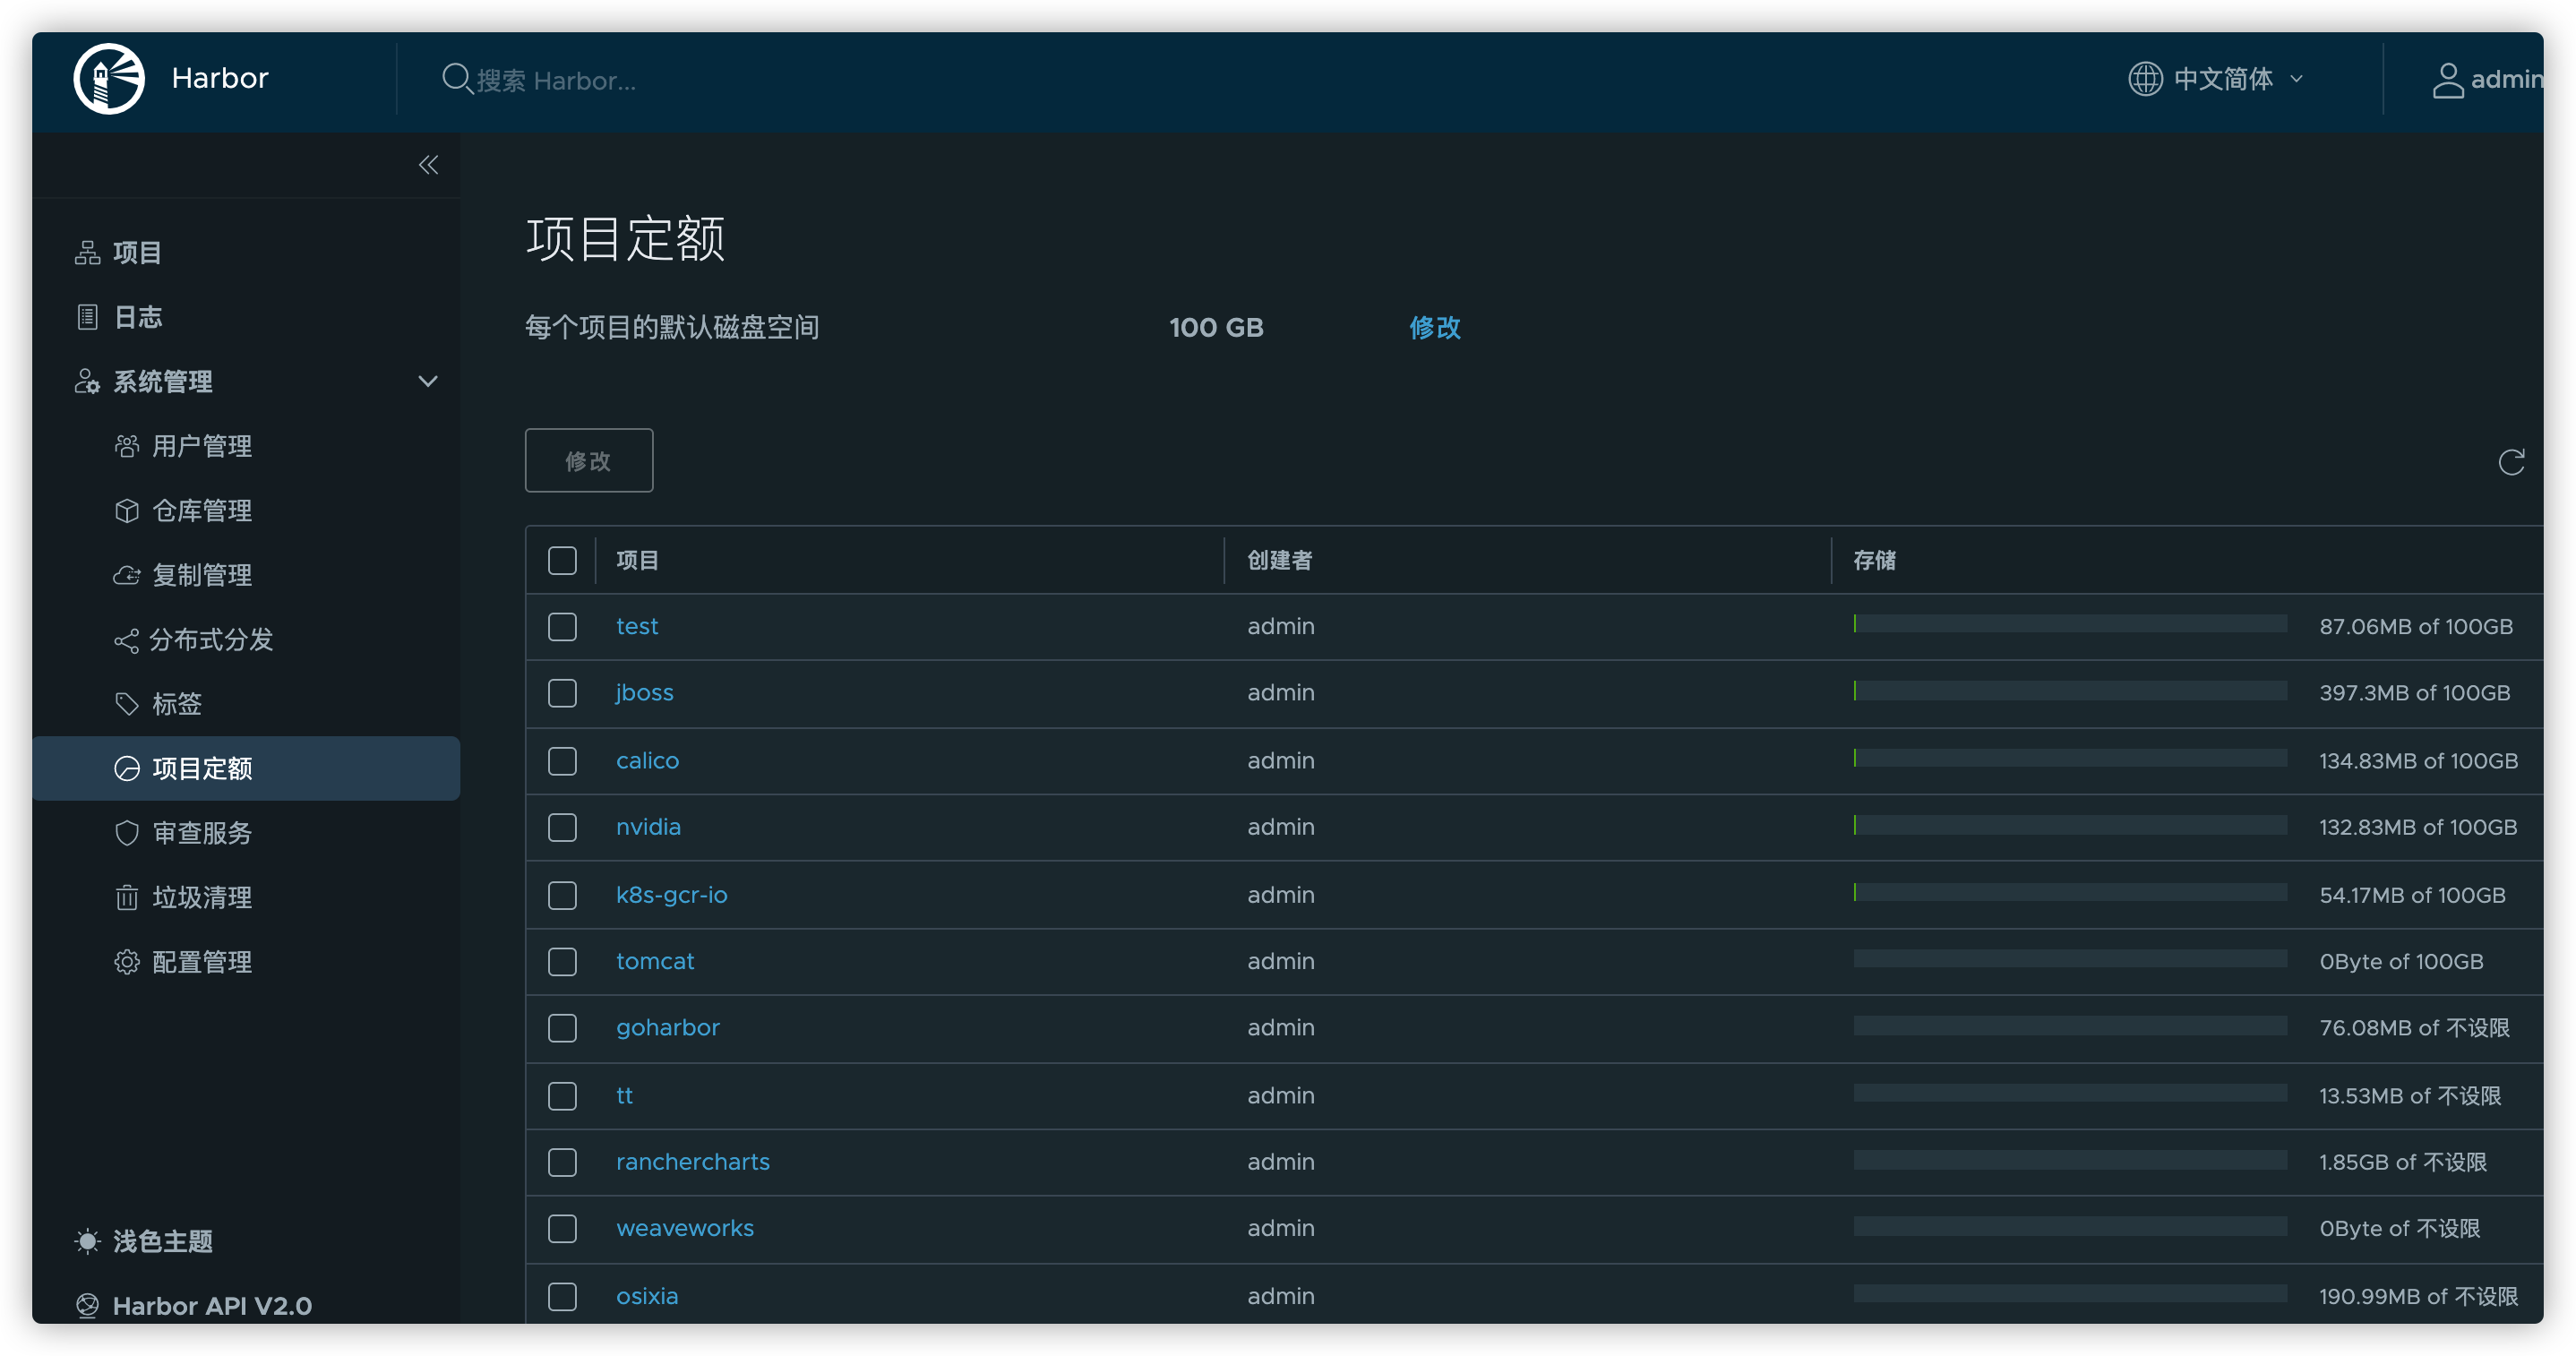 Harbor
搜索 Harbor...
中文简体
admin
项目
日志
系统管理
用户管理
仓库管理
复制管理
分布式分发
标签
项目定额
审查服务
垃圾清理
配置管理
浅色主题
Harbor API V2.0
项目定额
每个项目的默认磁盘空间 100 GB 修改
修改
项目 创建者 存储
test admin 87.06MB of 100GB
jboss admin 397.3MB of 100GB
calico admin 134.83MB of 100GB
nvidia admin 132.83MB of 100GB
k8s-gcr-io admin 54.17MB of 100GB
tomcat admin 0Byte of 100GB
goharbor admin 76.08MB of 不设限
tt admin 13.53MB of 不设限
ranchercharts admin 1.85GB of 不设限
weaveworks admin 0Byte of 不设限
osixia admin 190.99MB of 不设限